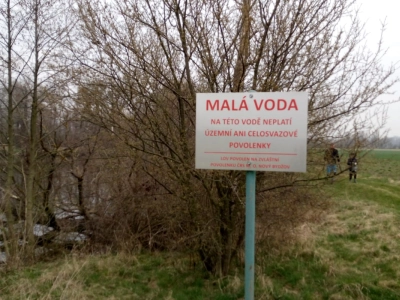 MALÁ VODA
NA TÉTO VODĚ NEPLATÍ
ÚZEMNÍ ANI CELOSVAZOVÉ
POVOLENKY